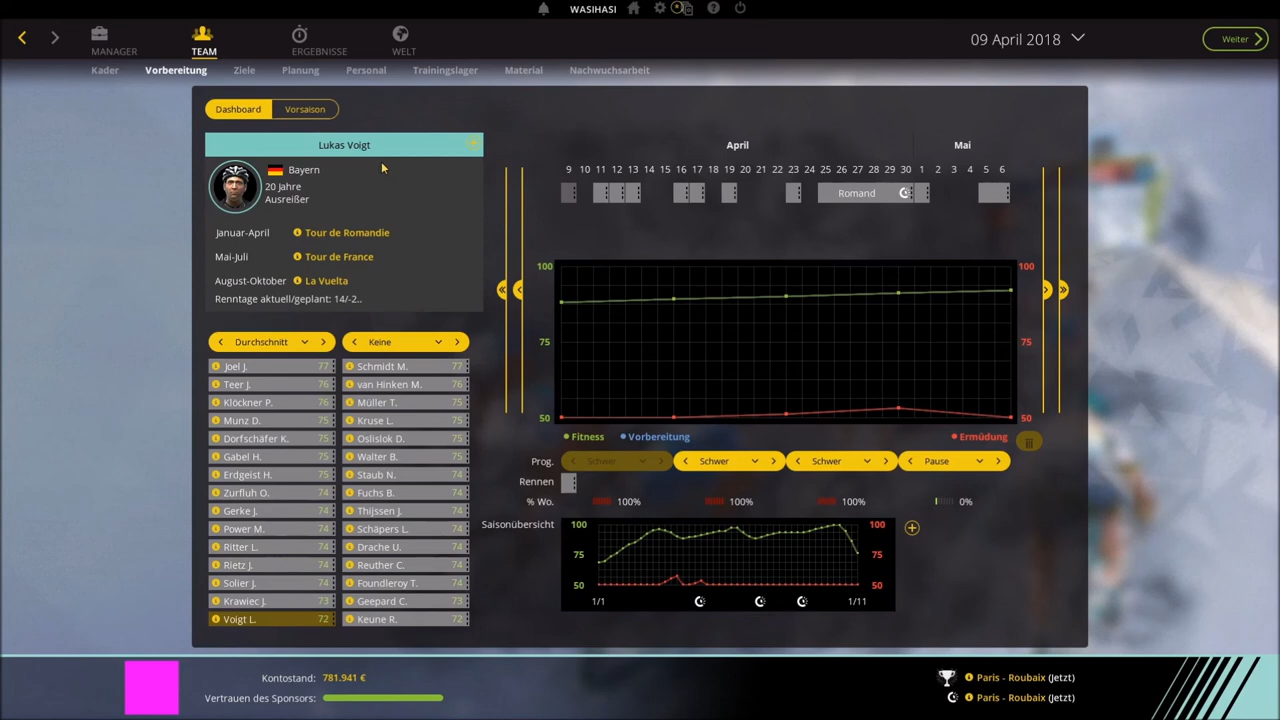 WASIHASI
MANAGER
TEAM
ERGEBNISSE
WELT
09 April 2018
Weiter
Kader
Vorbereitung
Ziele
Planung
Personal
Trainingslager
Material
Nachwuchsarbeit
Dashboard
Vorsaison
Lukas Voigt
Bayern
20 Jahre
Ausreißer
Januar-April Tour de Romandie
Mai-Juli Tour de France
August-Oktober La Vuelta
Renntage aktuell/geplant: 14/-2..
Durchschnitt
Keine
Joel J. 77
Schmidt M. 77
Teer J. 76
van Hinken M. 76
Klöckner P. 76
Müller T. 75
Munz D. 75
Kruse L. 75
Dorfschäfer K. 75
Oslislok D. 75
Gabel H. 75
Walter B. 75
Erdgeist H. 75
Staub N. 74
Zurfluh O. 74
Fuchs B. 74
Gerke J. 74
Thijssen J. 74
Power M. 74
Schäpers L. 74
Ritter L. 74
Drache U. 74
Rietz J. 74
Reuther C. 74
Solier J. 74
Foundleroy T. 74
Krawiec J. 73
Geepard C. 73
Voigt L. 72
Keune R. 72
April
Mai
9 10 11 12 13 14 15 16 17 18 19 20 21 22 23 24 25 26 27 28 29 30 1 2 3 4 5 6
Romand
100 100
75 75
50 50
Fitness
Vorbereitung
Ermüdung
Prog. Schwer Schwer Schwer Pause
Rennen
% Wo. 100% 100% 100% 0%
Saisonübersicht
100 100
75 75
50 50
1/1 1/11
Kontostand: 781.941 €
Vertrauen des Sponsors:
Paris - Roubaix (Jetzt)
Paris - Roubaix (Jetzt)